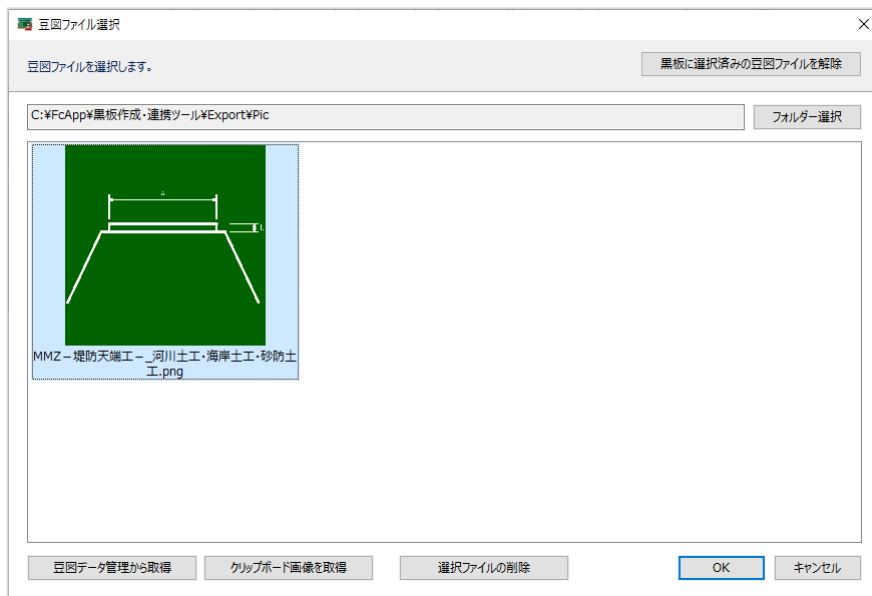 豆図ファイル選択
豆図ファイルを選択します。
黒板に選択済みの豆図ファイルを解除
C:¥FcApp¥黒板作成・連携ツール¥Export¥Pic
フォルダー選択
A
L
MMZ－堤防天端工－_河川土工・海岸土工・砂防土
工.png
豆図データ管理から取得
クリップボード画像を取得
選択ファイルの削除
OK
キャンセル